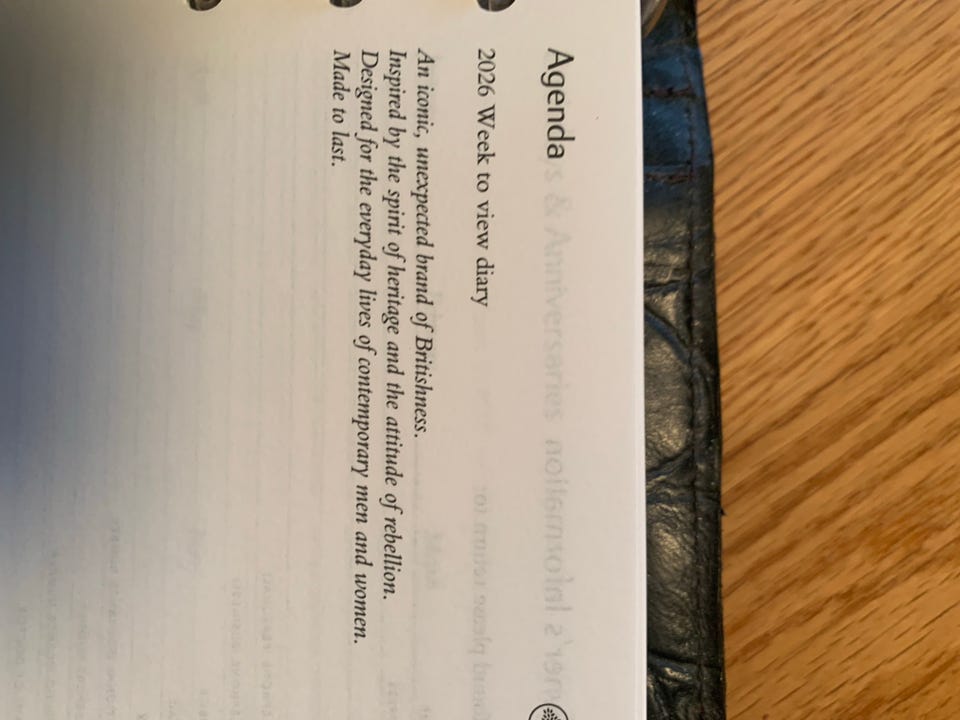 Agenda
2026 Week to view diary
An iconic, unexpected brand of Britishness.
Inspired by the spirit of heritage and the attitude of rebellion.
Designed for the everyday lives of contemporary men and women.
Made to last.